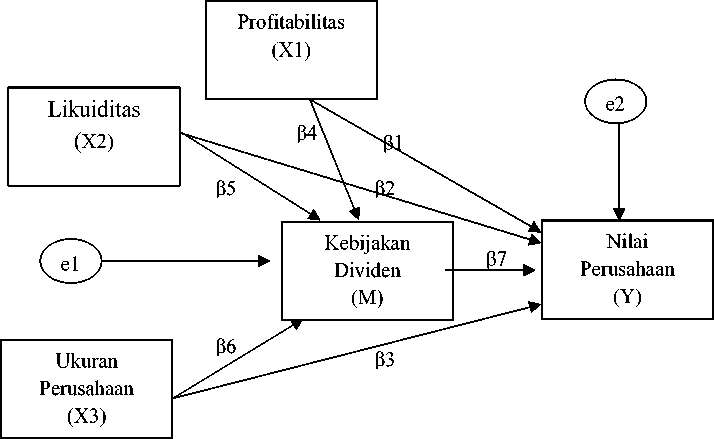 Profitabilitas
(X1)
Likuiditas
(X2)
e2
β4
β1
β5
β2
Kebijakan
Dividen
(M)
Nilai
Perusahaan
(Y)
e1
β7
β6
β3
Ukuran
Perusahaan
(X3)